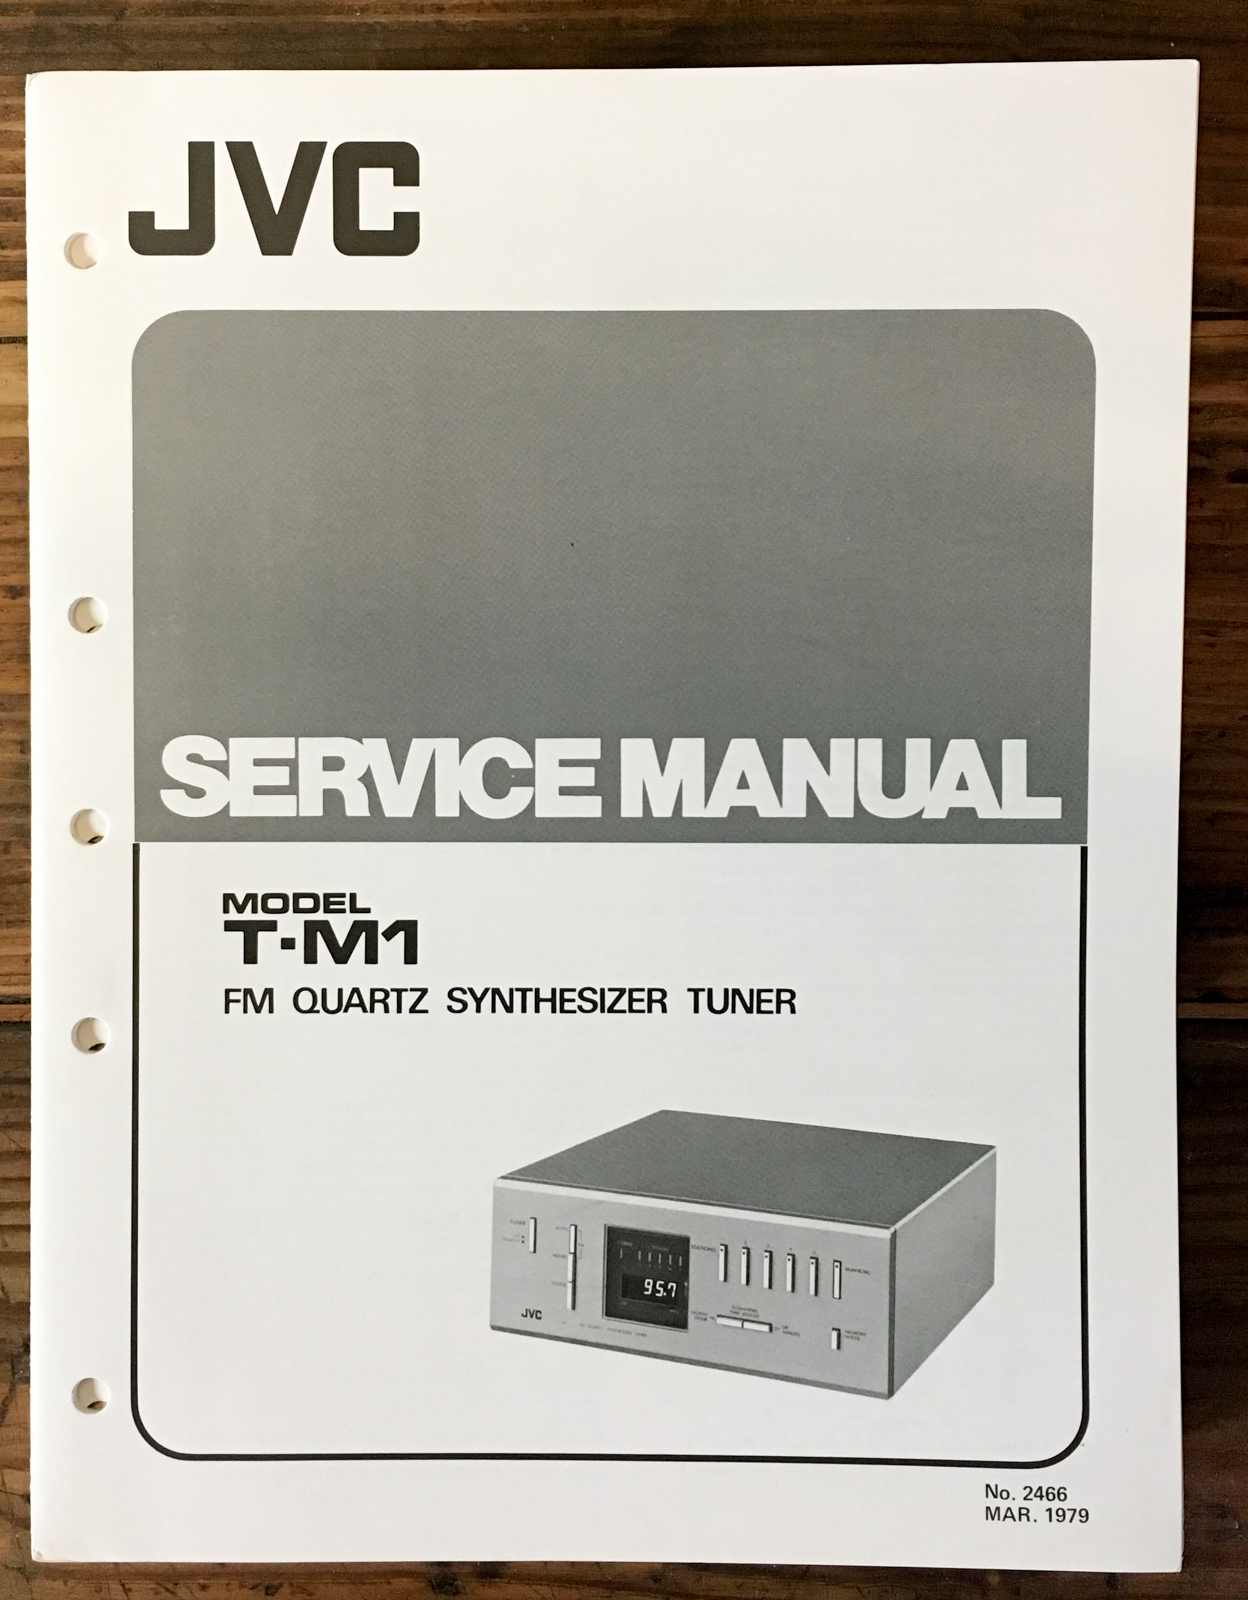 JVC
SERVICE MANUAL
MODEL
T-M1
FM QUARTZ SYNTHESIZER TUNER
95.7
JVC
No. 2466
MAR. 1979